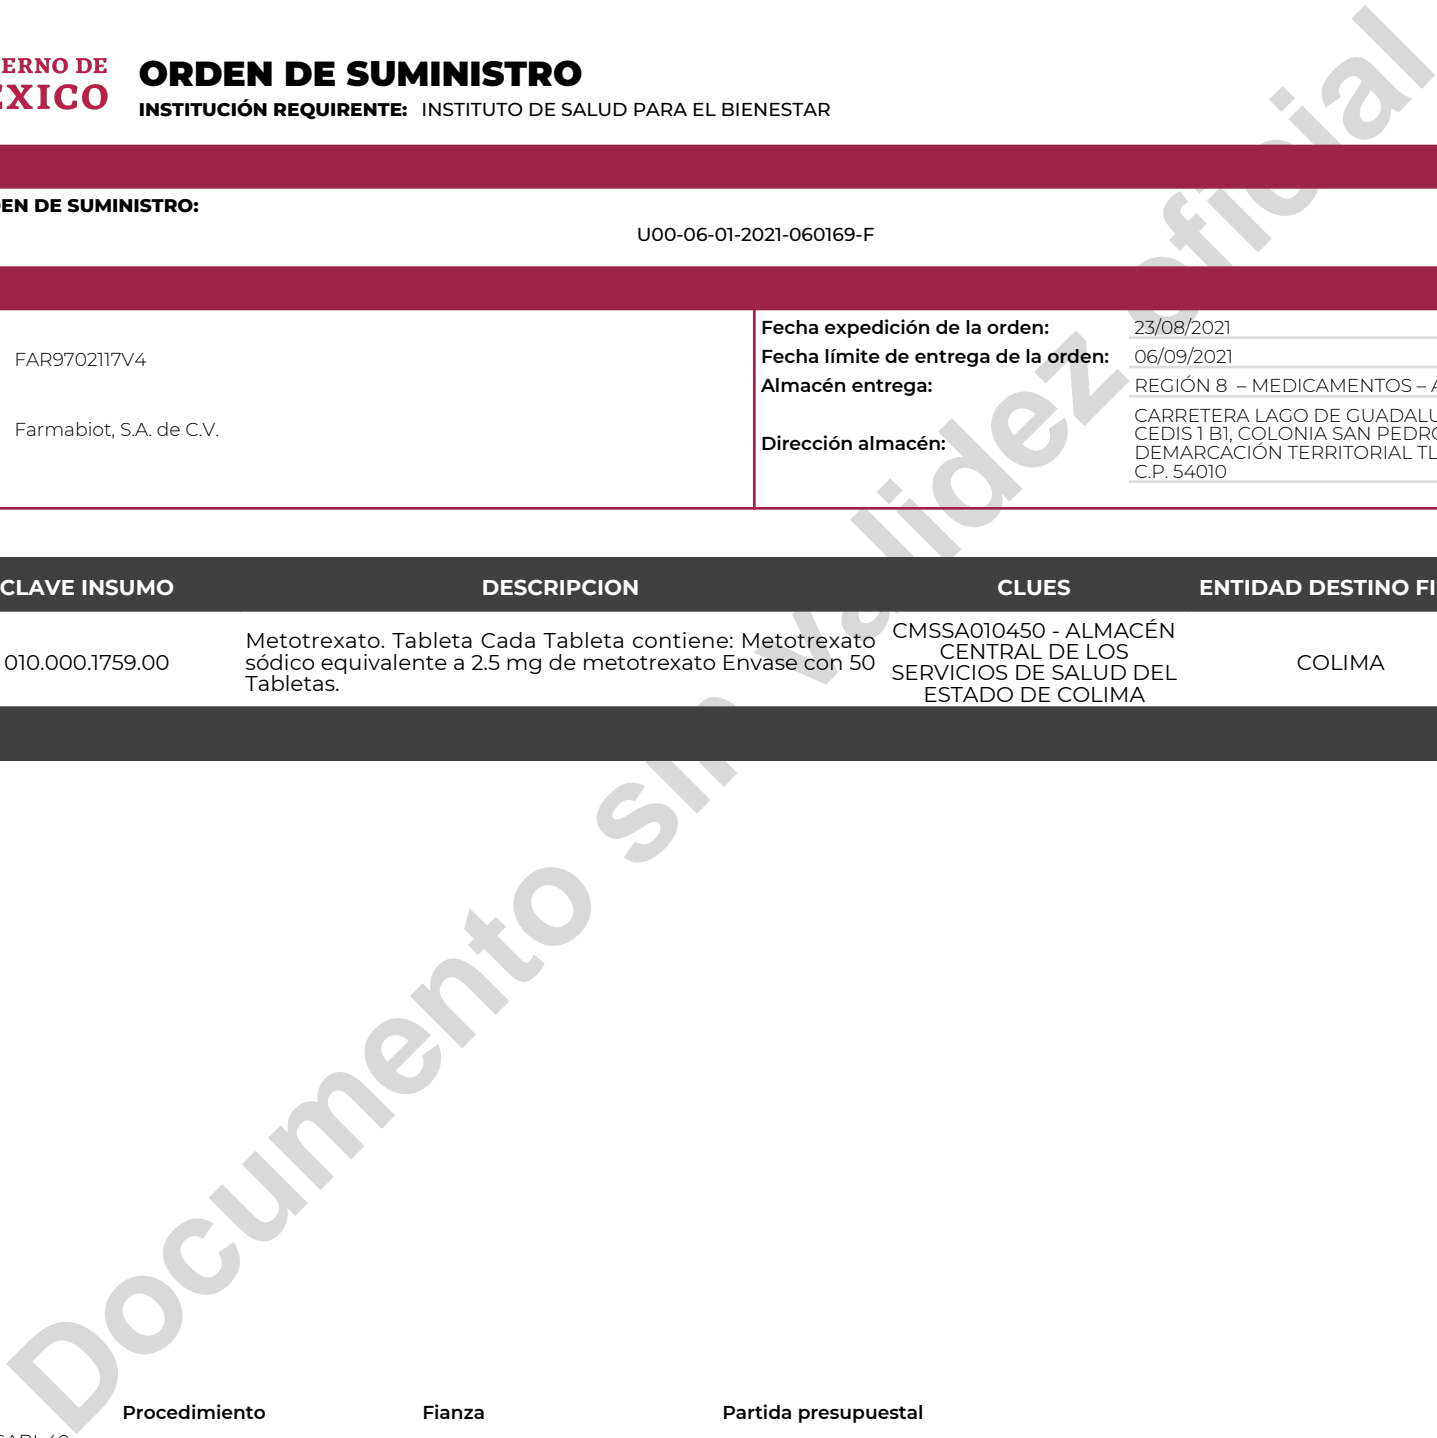 ERNO DE
EXICO
ORDEN DE SUMINISTRO
INSTITUCIÓN REQUIRENTE: INSTITUTO DE SALUD PARA EL BIENESTAR
EN DE SUMINISTRO:
U00-06-01-2021-060169-F
FAR9702117V4
Farmabiot, S.A. de C.V.
Fecha expedición de la orden: 23/08/2021
Fecha límite de entrega de la orden: 06/09/2021
Almacén entrega: REGIÓN 8 – MEDICAMENTOS – A
Dirección almacén:
CARRETERA LAGO DE GUADALU
CEDIS 1 B1, COLONIA SAN PEDRO
DEMARCACIÓN TERRITORIAL TL
C.P. 54010
CLAVE INSUMO DESCRIPCION CLUES ENTIDAD DESTINO FI
010.000.1759.00
Metotrexato. Tableta Cada Tableta contiene: Metotrexato
sódico equivalente a 2.5 mg de metotrexato Envase con 50
Tabletas.
CMSSA010450 - ALMACÉN
CENTRAL DE LOS
SERVICIOS DE SALUD DEL
ESTADO DE COLIMA
COLIMA
Documento sin validez oficial
Procedimiento Fianza Partida presupuestal